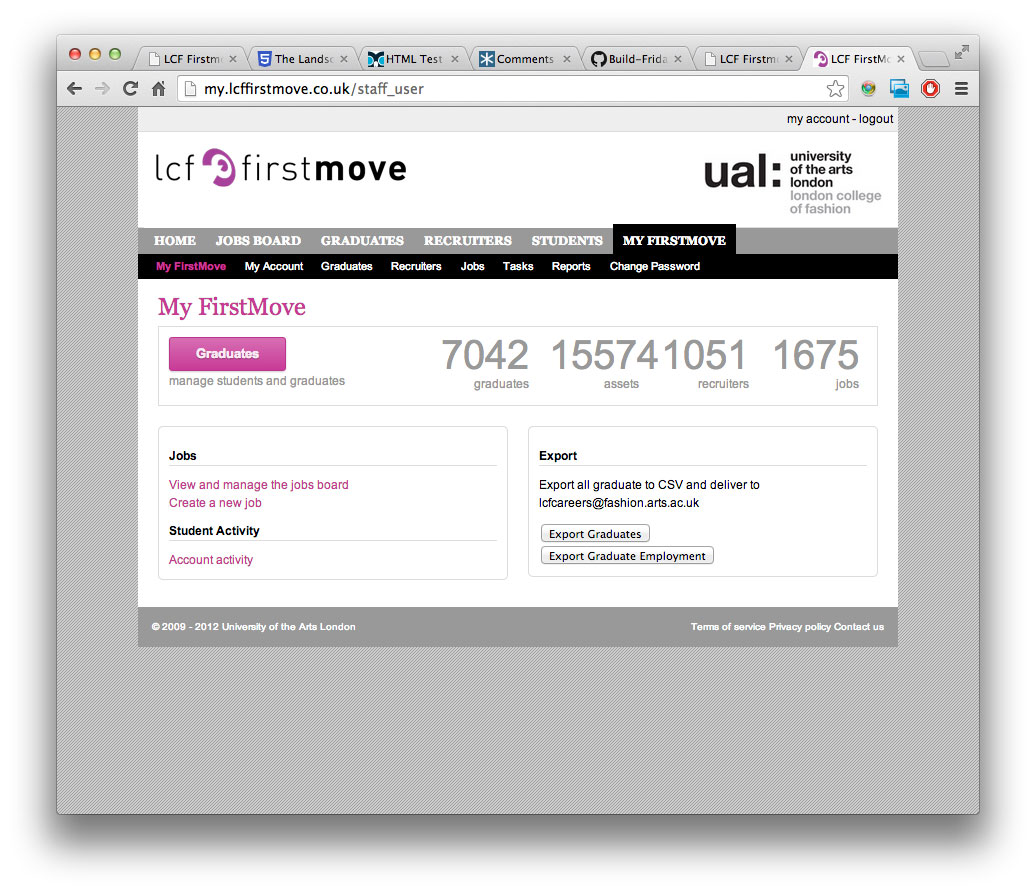 LCF Firstm
The Landsc
HTML Test
Comments
Build-Frida
LCF Firstm
LCF FirstMo
my.lcffirstmove.co.uk/staff_user
my account - logout
lcf firstmove
ual:
university
of the arts
london
london college
of fashion
HOME JOBS BOARD GRADUATES RECRUITERS STUDENTS MY FIRSTMOVE
My FirstMove My Account Graduates Recruiters Jobs Tasks Reports Change Password
My FirstMove
Graduates
manage students and graduates
7042 15574 1051 1675
graduates assets recruiters jobs
Jobs
View and manage the jobs board
Create a new job
Student Activity
Account activity
Export
Export all graduate to CSV and deliver to
lcfcareers@fashion.arts.ac.uk
Export Graduates
Export Graduate Employment
© 2009 - 2012 University of the Arts London
Terms of service Privacy policy Contact us